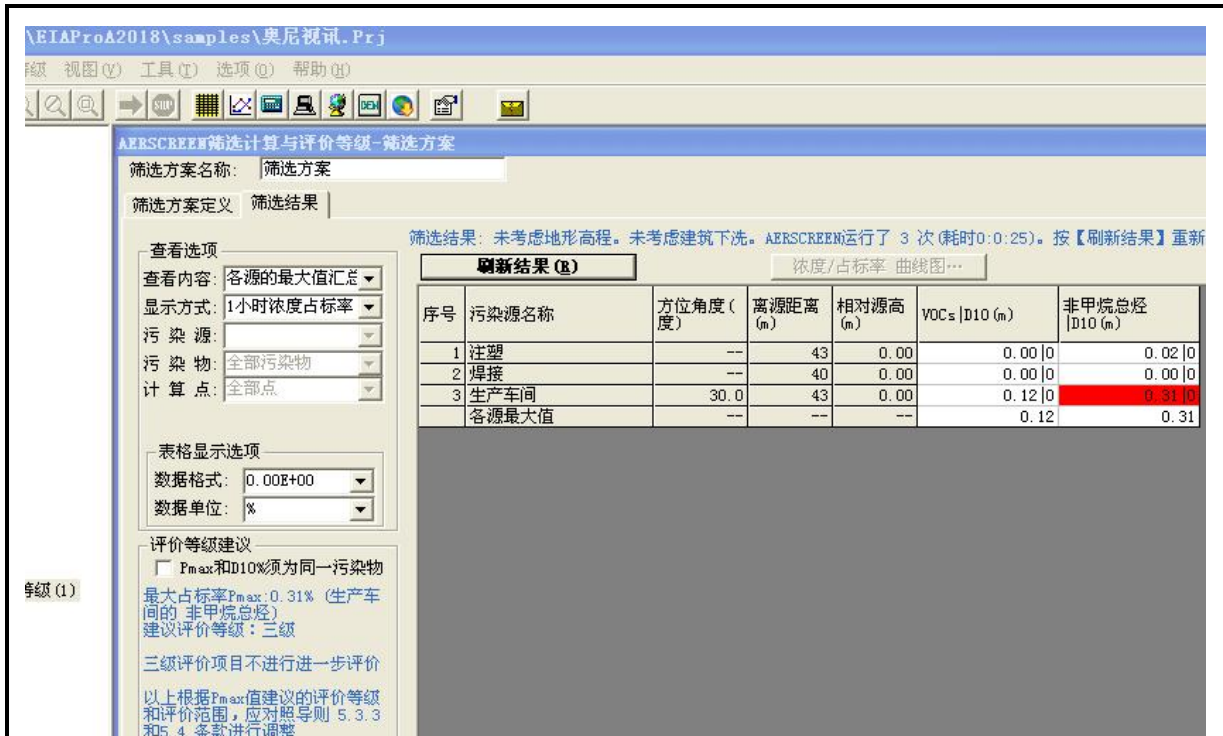 \EIAProA2018\samples\奥尼视讯.Prj
等级 视图(V) 工具(T) 选项(O) 帮助(H)
STOP DEM
AERSCREEN筛选计算与评价等级-筛选方案
筛选方案名称: 筛选方案
筛选方案定义 筛选结果
筛选结果: 未考虑地形高程。未考虑建筑下洗。AERSCREEN运行了 3 次(耗时0:0:25)。按【刷新结果】重新
查看选项
刷新结果(R) 浓度/占标率 曲线图…
查看内容: 各源的最大值汇总
显示方式: 1小时浓度占标率
污 染 源:
污 染 物: 全部污染物
计 算 点: 全部点
序号 污染源名称 方位角度(度) 离源距离(m) 相对源高(m) VOCs|D10(m) 非甲烷总烃|D10(m)
1 注塑 -- 43 0.00 0.00|0 0.02|0
2 焊接 -- 40 0.00 0.00|0 0.00|0
3 生产车间 30.0 43 0.00 0.12|0 0.31|0
各源最大值 -- -- -- 0.12 0.31
表格显示选项
数据格式: 0.00E+00
数据单位: %
评价等级建议
Pmax和D10%须为同一污染物
最大占标率Pmax:0.31% (生产车
间的 非甲烷总烃)
建议评价等级: 三级
三级评价项目不进行进一步评价
以上根据Pmax值建议的评价等级
和评价范围,应对照导则 5.3.3
和5.4 条款进行调整
等级(1)